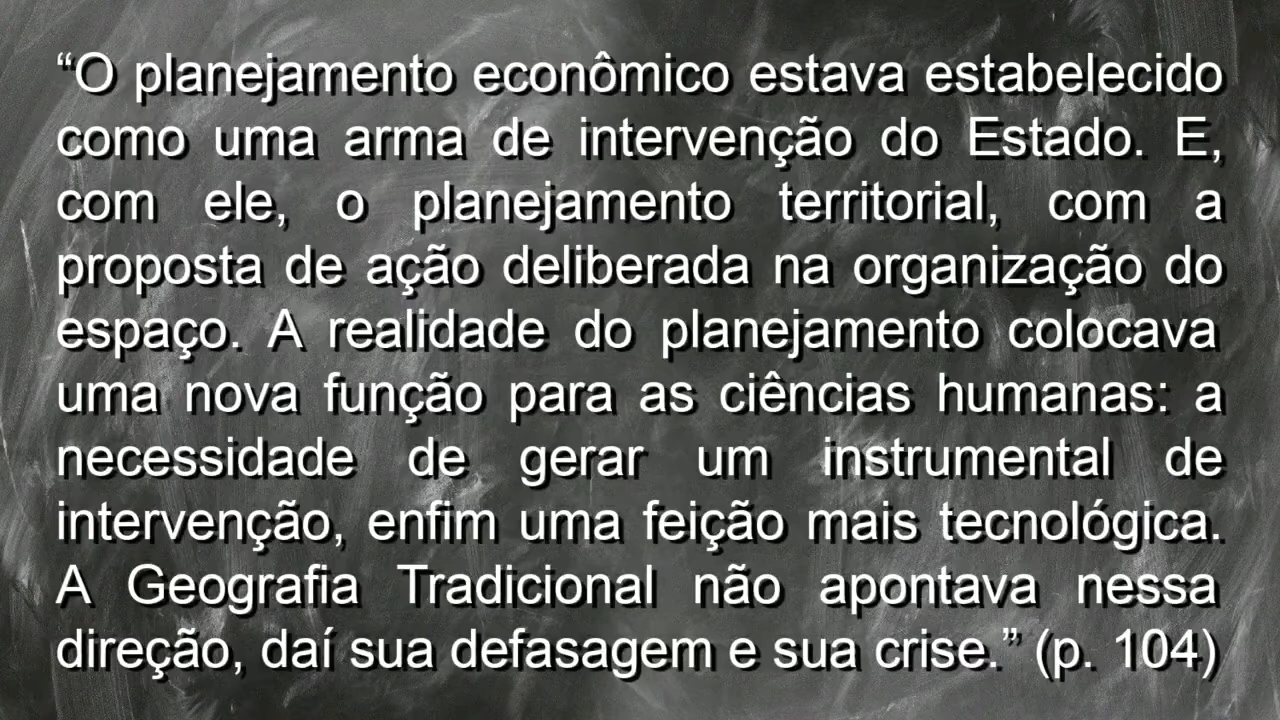 “O planejamento econômico estava estabelecido
como uma arma de intervenção do Estado. E,
com ele, o planejamento territorial, com a
proposta de ação deliberada na organização do
espaço. A realidade do planejamento colocava
uma nova função para as ciências humanas: a
necessidade de gerar um instrumental de
intervenção, enfim uma feição mais tecnológica.
A Geografia Tradicional não apontava nessa
direção, daí sua defasagem e sua crise.” (p. 104)